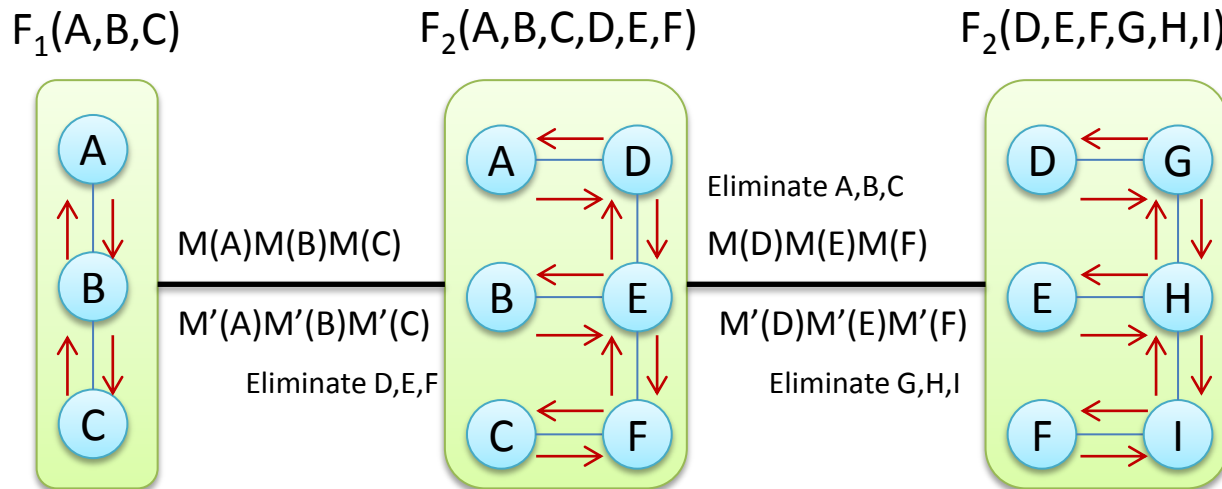 F₁(A,B,C)
A
B
C
M(A)M(B)M(C)
M'(A)M'(B)M'(C)
Eliminate D,E,F
F₂(A,B,C,D,E,F)
A D
B E
C F
Eliminate A,B,C
M(D)M(E)M(F)
M'(D)M'(E)M'(F)
Eliminate G,H,I
F₂(D,E,F,G,H,I)
D G
E H
F I